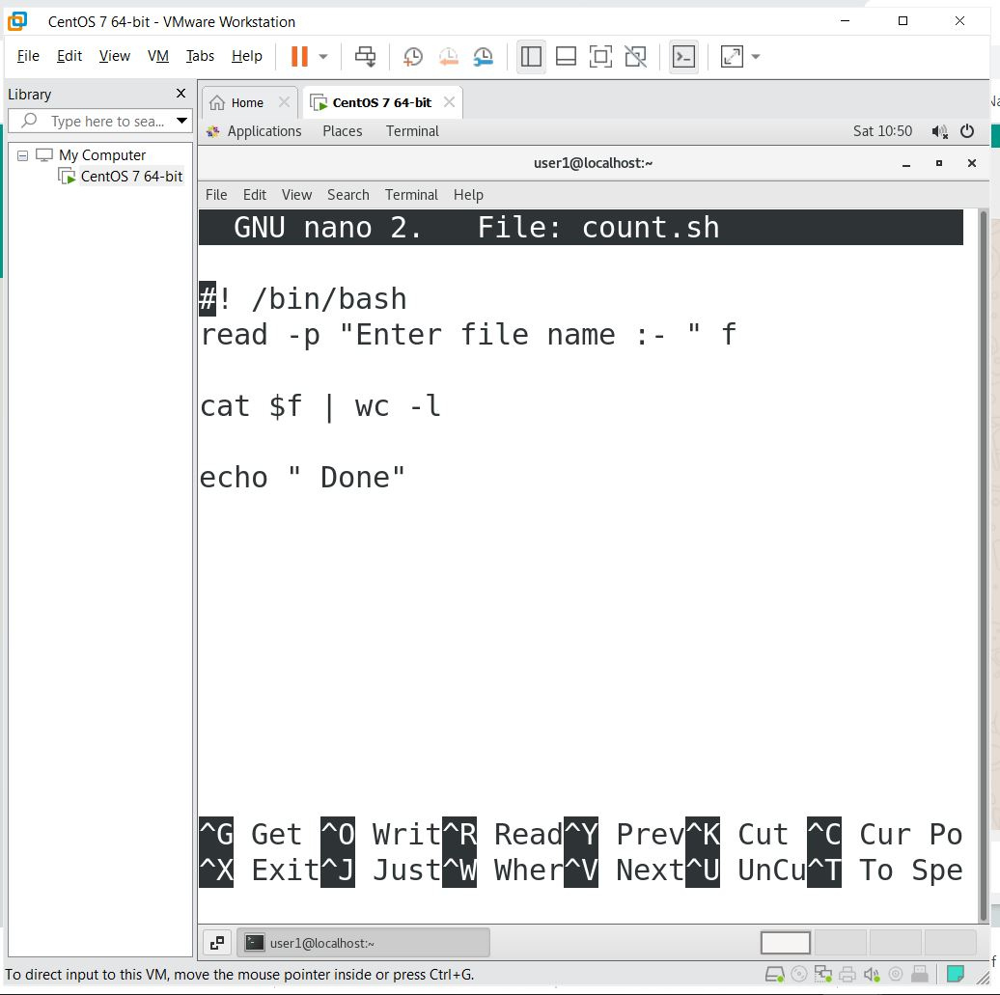 CentOS 7 64-bit - VMware Workstation
File Edit View VM Tabs Help
Library
Home CentOS 7 64-bit
Type here to sea...
Applications Places Terminal Sat 10:50
My Computer
CentOS 7 64-bit
user1@localhost:~
File Edit View Search Terminal Help
GNU nano 2. File: count.sh
#! /bin/bash
read -p "Enter file name :- " f
cat $f | wc -l
echo " Done"
^G Get ^O Writ^R Read^Y Prev^K Cut ^C Cur Po
^X Exit^J Just^W Wher^V Next^U UnCu^T To Spe
user1@localhost:~
To direct input to this VM, move the mouse pointer inside or press Ctrl+G.